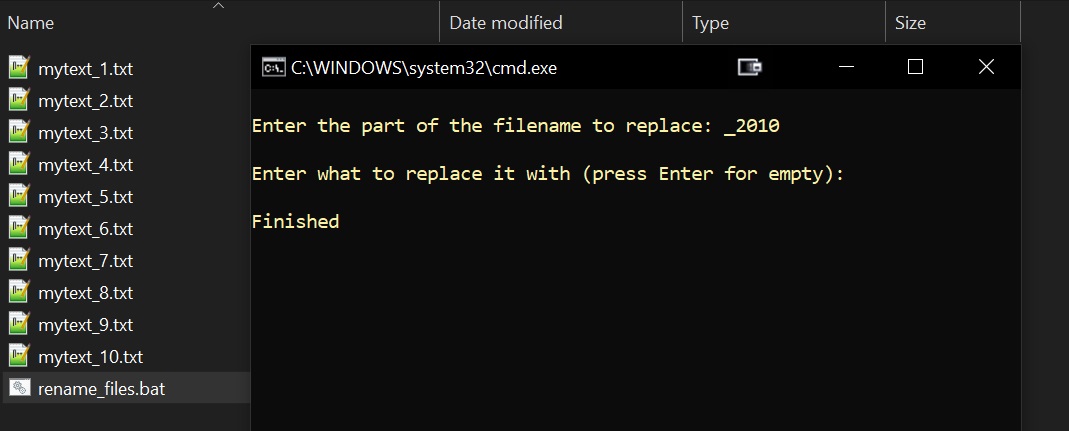 Name Date modified Type Size
C:\WINDOWS\system32\cmd.exe
mytext_1.txt
mytext_2.txt
mytext_3.txt
mytext_4.txt
mytext_5.txt
mytext_6.txt
mytext_7.txt
mytext_8.txt
mytext_9.txt
mytext_10.txt
rename_files.bat
Enter the part of the filename to replace: _2010
Enter what to replace it with (press Enter for empty):
Finished